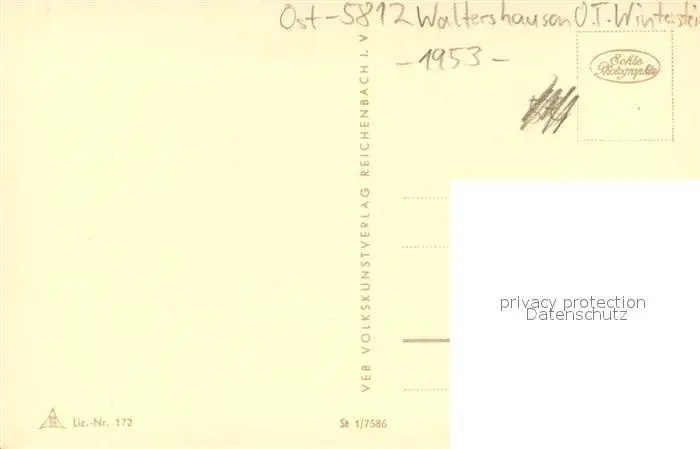 Ost-5812 Waltershausen O.T.-Winterstein
-1953-
Echte
Photographie
VEB VOLKSKUNSTVERLAG REICHENBACH I. V
privacy protection
Datenschutz
Liz.-Nr. 172
St 1/7586